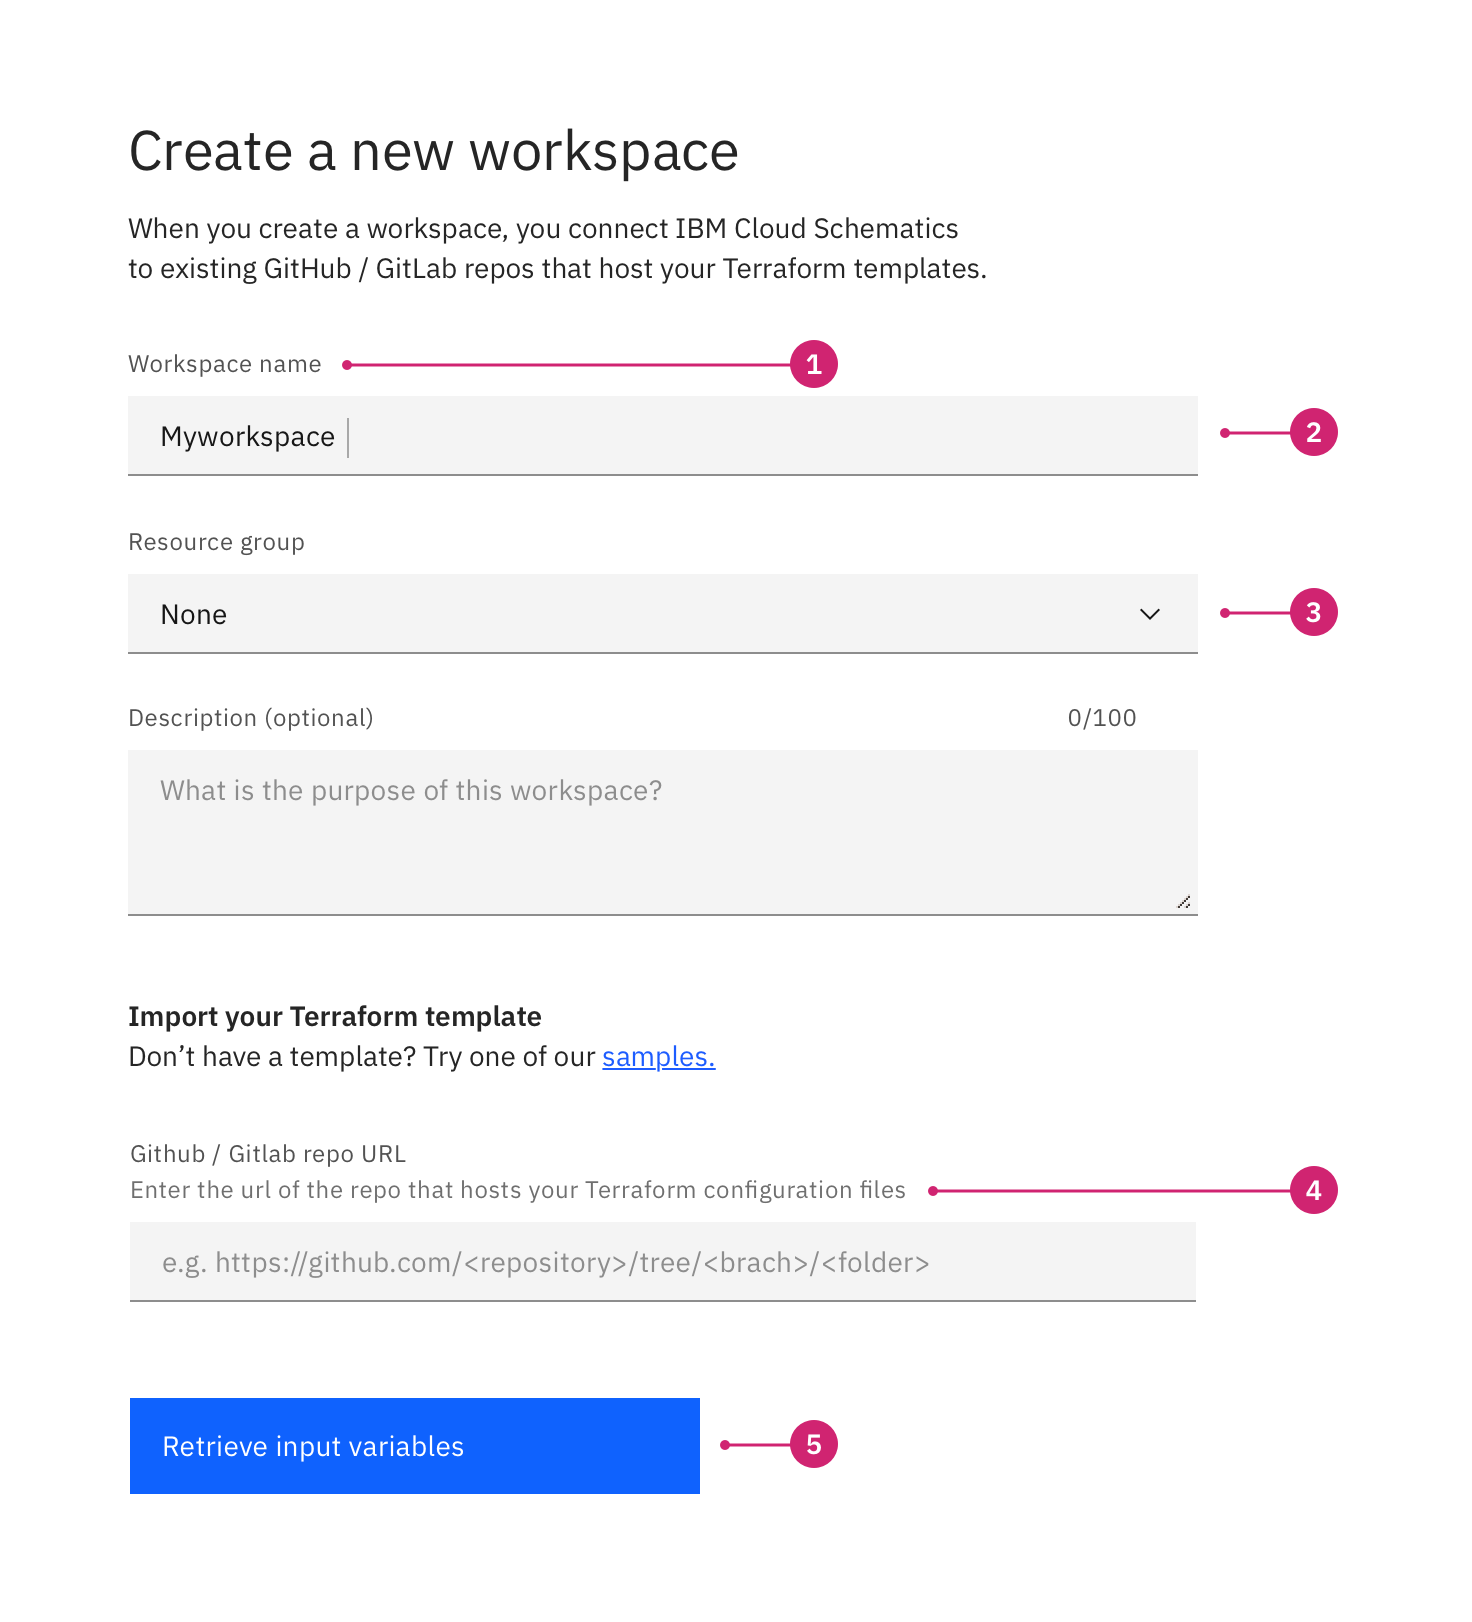 Create a new workspace
When you create a workspace, you connect IBM Cloud Schematics
to existing GitHub / GitLab repos that host your Terraform templates.
Workspace name 1
Myworkspace 2
Resource group
None 3
Description (optional) 0/100
What is the purpose of this workspace?
Import your Terraform template
Don’t have a template? Try one of our samples.
Github / Gitlab repo URL
Enter the url of the repo that hosts your Terraform configuration files 4
e.g. https://github.com/<repository>/tree/<brach>/<folder>
Retrieve input variables 5